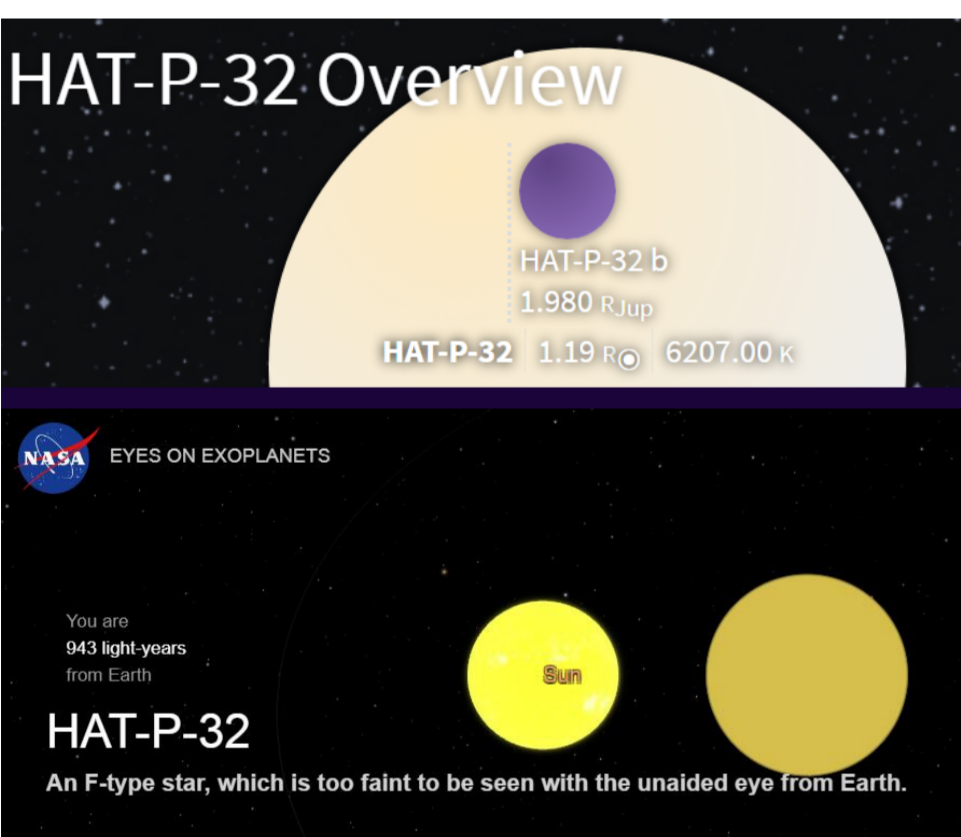 HAT-P-32 Overview
HAT-P-32 b
1.980 RJup
HAT-P-32 1.19 R☉ 6207.00 K
NASA EYES ON EXOPLANETS
You are
943 light-years
from Earth
Sun
HAT-P-32
An F-type star, which is too faint to be seen with the unaided eye from Earth.